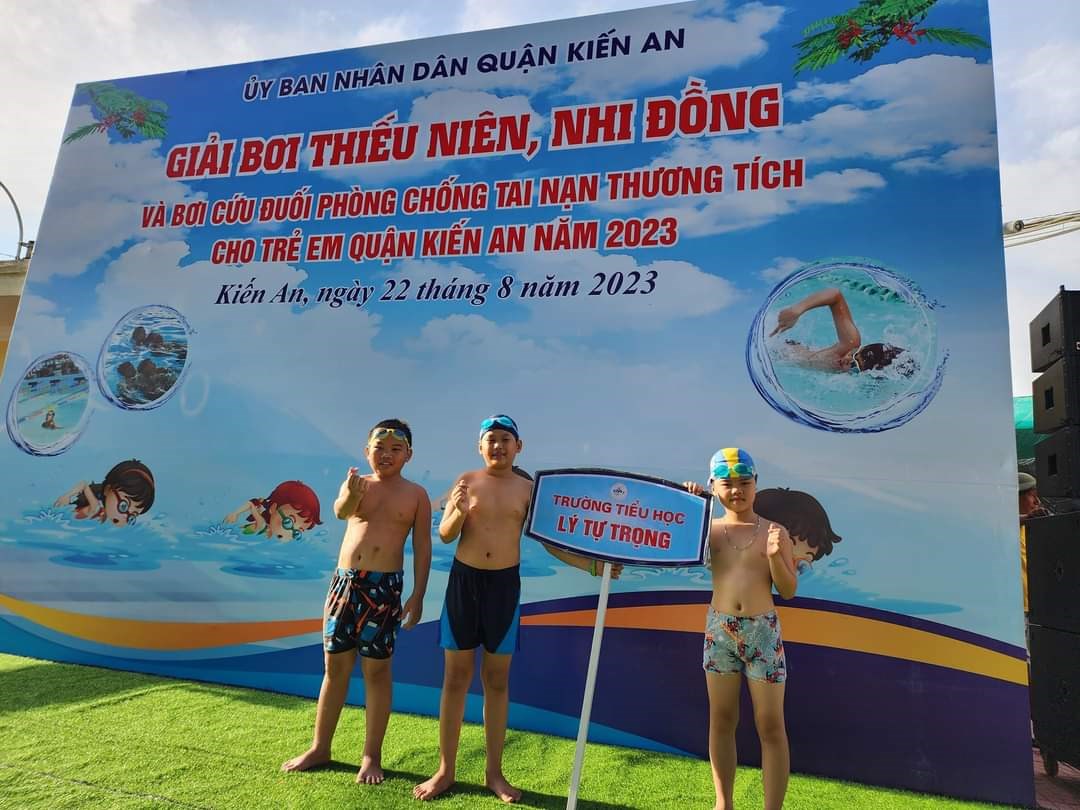 ỦY BAN NHÂN DÂN QUẬN KIẾN AN
GIẢI BƠI THIẾU NIÊN, NHI ĐỒNG
VÀ BƠI CỨU ĐUỐI PHÒNG CHỐNG TAI NẠN THƯƠNG TÍCH
CHO TRẺ EM QUẬN KIẾN AN NĂM 2023
Kiến An, ngày 22 tháng 8 năm 2023
TRƯỜNG TIỂU HỌC
LÝ TỰ TRỌNG